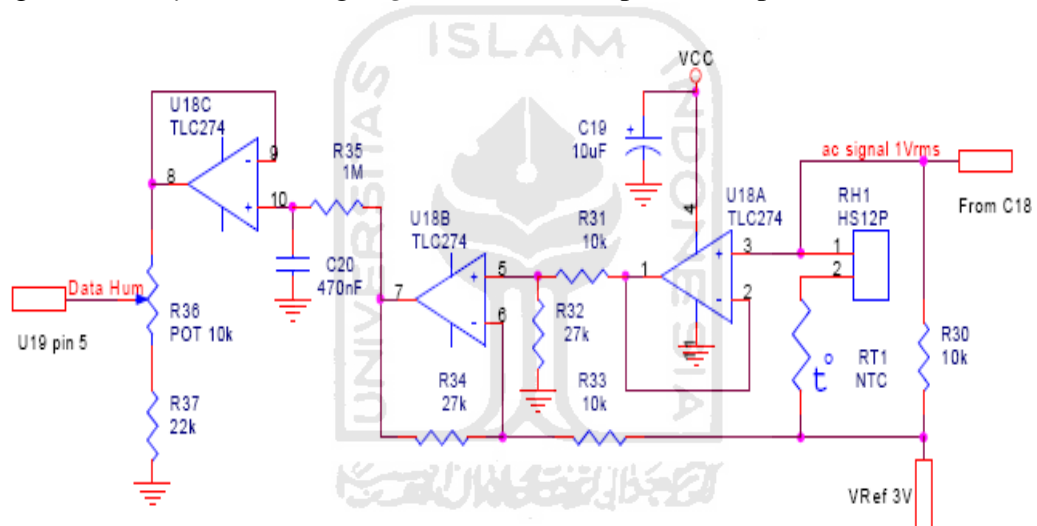 ISLAM
UNIVERSITAS
INDONESIA
VCC
U18C
TLC274
9
8
10
R35
1M
C19
10uF
+
ac signal 1Vrms
From C18
U18A
TLC274
4
3
1
2
11
RH1
HS12P
1
2
U18B
TLC274
5
7
6
R31
10k
C20
470nF
R32
27k
Data Hum
U19 pin 5
R36
POT 10k
R30
10k
RT1
NTC
t°
R34
27k
R33
10k
R37
22k
VRef 3V